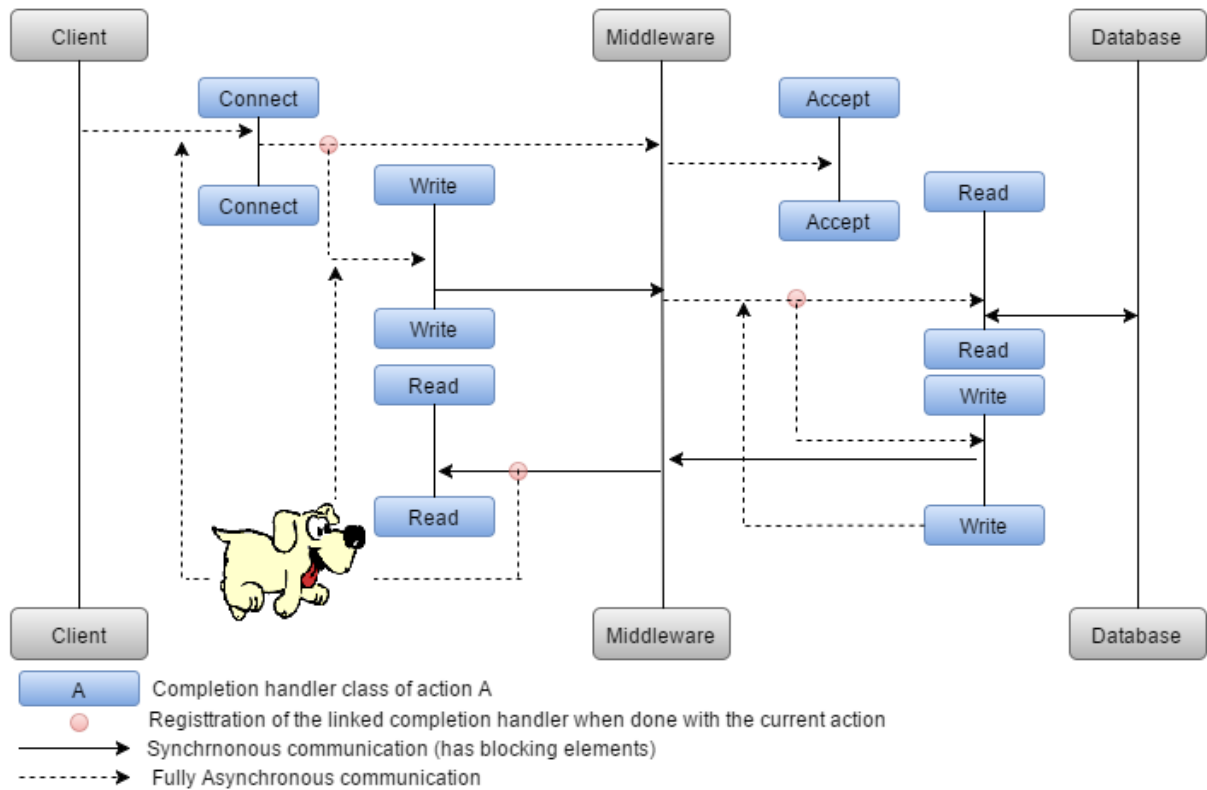 Client
Middleware
Database
Connect
Accept
Connect
Write
Accept
Read
Write
Read
Read
Write
Read
Write
Client
Middleware
Database
A Completion handler class of action A
Registtration of the linked completion handler when done with the current action
Synchrnonous communication (has blocking elements)
Fully Asynchronous communication